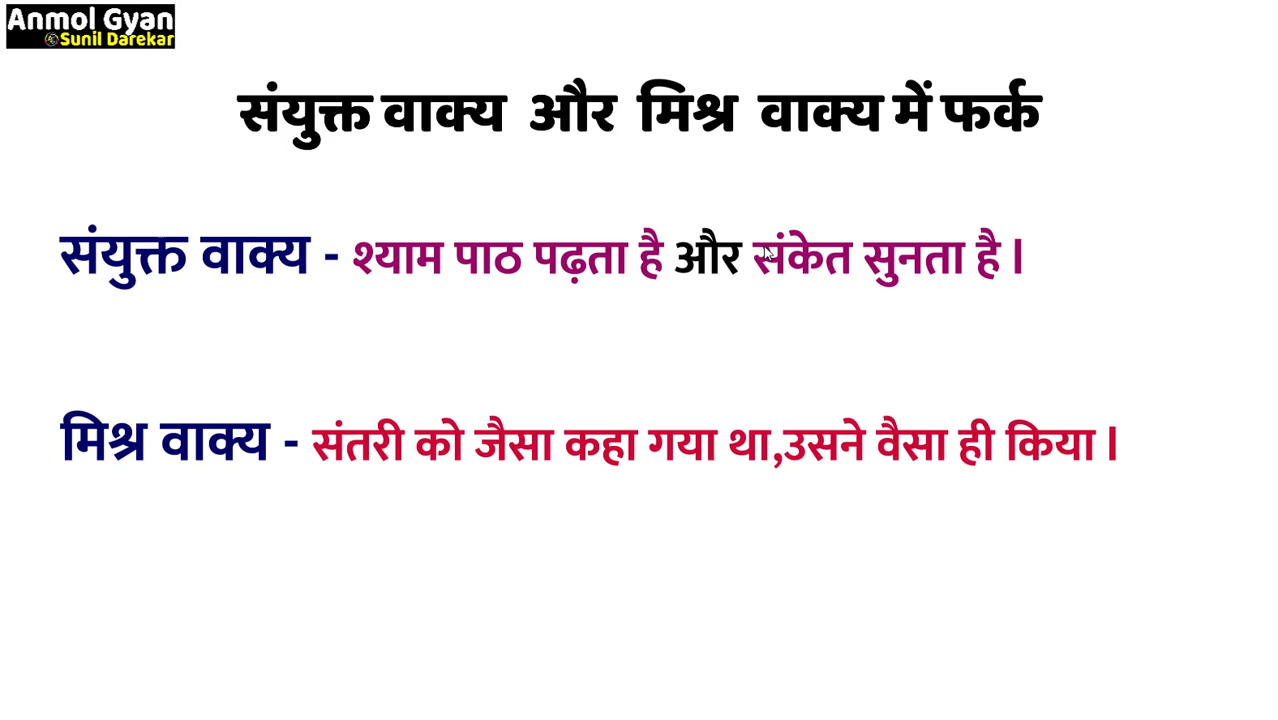 Anmol Gyan
©Sunil Darekar
संयुक्त वाक्य और मिश्र वाक्य में फर्क
संयुक्त वाक्य - श्याम पाठ पढ़ता है और संकेत सुनता है l
मिश्र वाक्य - संतरी को जैसा कहा गया था,उसने वैसा ही किया l